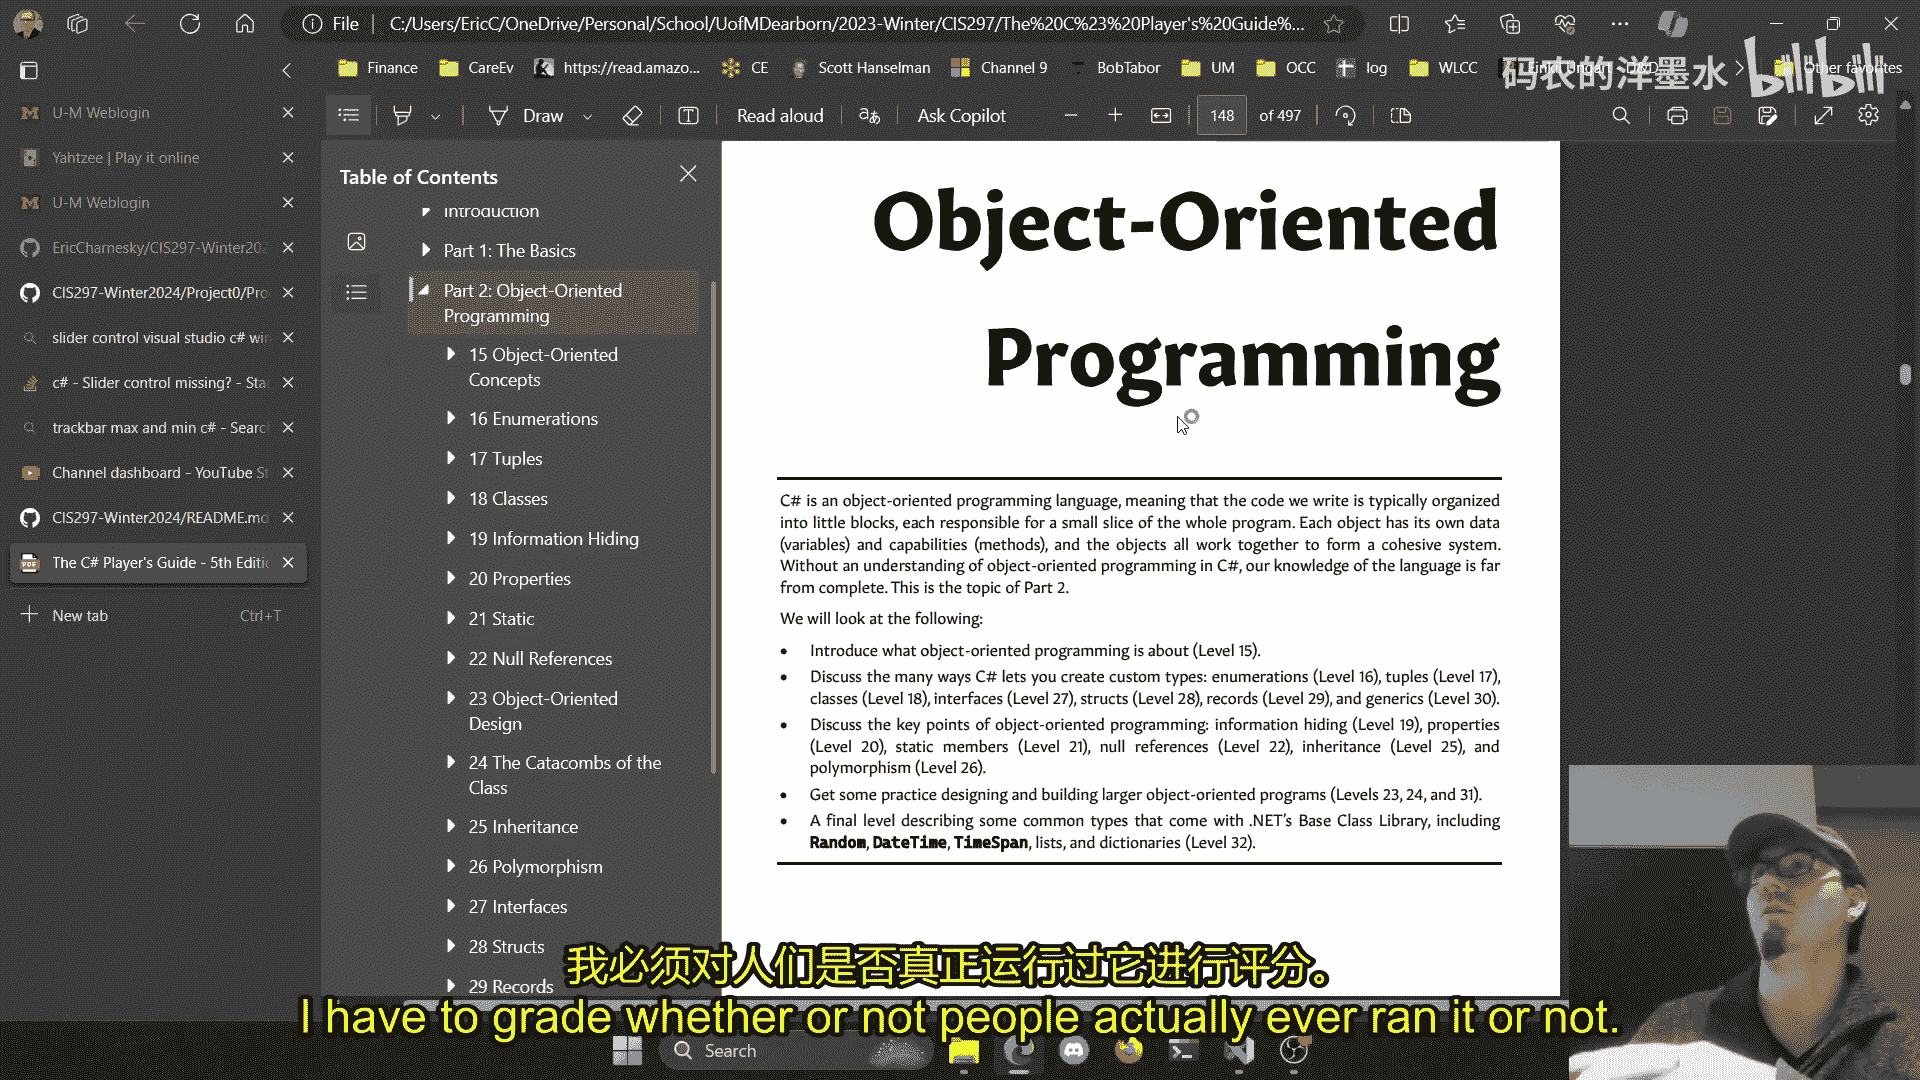 File
C:/Users/EricC/OneDrive/Personal/School/UofMDearborn/2023-Winter/CIS297/The%20C%23%20Player's%20Guide%...
Finance
CareEv
https://read.amazo...
CE
Scott Hanselman
Channel 9
BobTabor
UM
OCC
log
WLCC
Other favorites
码农的洋墨水
bilibili
U-M Weblogin
Yahtzee | Play it online
U-M Weblogin
EricCharnesky/CIS297-Winter202
CIS297-Winter2024/Project0/Pro
slider control visual studio c# win
c# - Slider control missing? - Sta
trackbar max and min c# - Search
Channel dashboard - YouTube St
CIS297-Winter2024/README.md
The C# Player's Guide - 5th Editio
New tab
Ctrl+T
Draw
Read aloud
aあ
Ask Copilot
148
of 497
Table of Contents
Introduction
Part 1: The Basics
Part 2: Object-Oriented
Programming
15 Object-Oriented
Concepts
16 Enumerations
17 Tuples
18 Classes
19 Information Hiding
20 Properties
21 Static
22 Null References
23 Object-Oriented
Design
24 The Catacombs of the
Class
25 Inheritance
26 Polymorphism
27 Interfaces
28 Structs
29 Records
Object-Oriented
Programming
C# is an object-oriented programming language, meaning that the code we write is typically organized
into little blocks, each responsible for a small slice of the whole program. Each object has its own data
(variables) and capabilities (methods), and the objects all work together to form a cohesive system.
Without an understanding of object-oriented programming in C#, our knowledge of the language is far
from complete. This is the topic of Part 2.
We will look at the following:
• Introduce what object-oriented programming is about (Level 15).
• Discuss the many ways C# lets you create custom types: enumerations (Level 16), tuples (Level 17),
classes (Level 18), interfaces (Level 27), structs (Level 28), records (Level 29), and generics (Level 30).
• Discuss the key points of object-oriented programming: information hiding (Level 19), properties
(Level 20), static members (Level 21), null references (Level 22), inheritance (Level 25), and
polymorphism (Level 26).
• Get some practice designing and building larger object-oriented programs (Levels 23, 24, and 31).
• A final level describing some common types that come with .NET's Base Class Library, including
Random, DateTime, TimeSpan, lists, and dictionaries (Level 32).
我必须对人们是否真正运行过它进行评分。
I have to grade whether or not people actually ever ran it or not.
Search